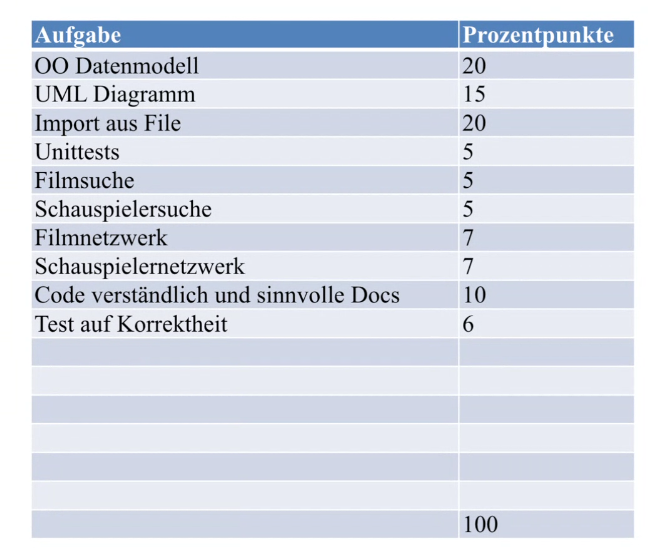 Aufgabe Prozentpunkte
OO Datenmodell 20
UML Diagramm 15
Import aus File 20
Unittests 5
Filmsuche 5
Schauspielersuche 5
Filmnetzwerk 7
Schauspielernetzwerk 7
Code verständlich und sinnvolle Docs 10
Test auf Korrektheit 6
100